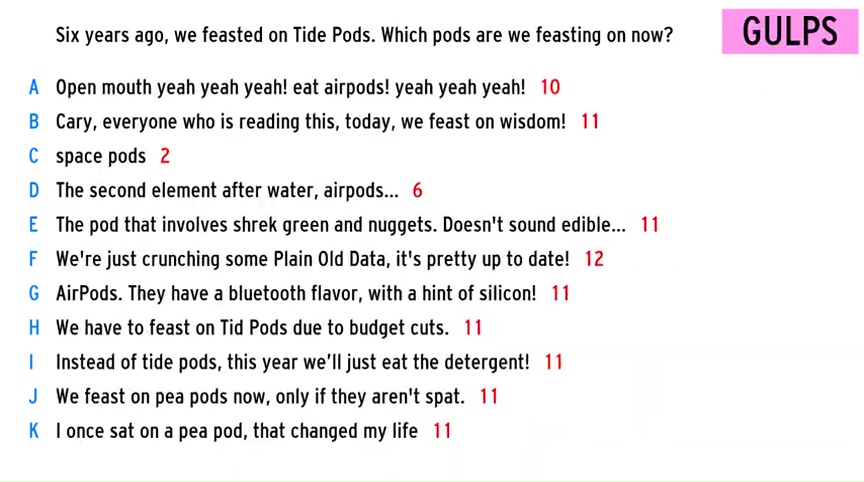 Six years ago, we feasted on Tide Pods. Which pods are we feasting on now?
GULPS
A Open mouth yeah yeah yeah! eat airpods! yeah yeah yeah! 10
B Cary, everyone who is reading this, today, we feast on wisdom! 11
C space pods 2
D The second element after water, airpods... 6
E The pod that involves shrek green and nuggets. Doesn't sound edible... 11
F We're just crunching some Plain Old Data, it's pretty up to date! 12
G AirPods. They have a bluetooth flavor, with a hint of silicon! 11
H We have to feast on Tid Pods due to budget cuts. 11
I Instead of tide pods, this year we’ll just eat the detergent! 11
J We feast on pea pods now, only if they aren't spat. 11
K I once sat on a pea pod, that changed my life 11